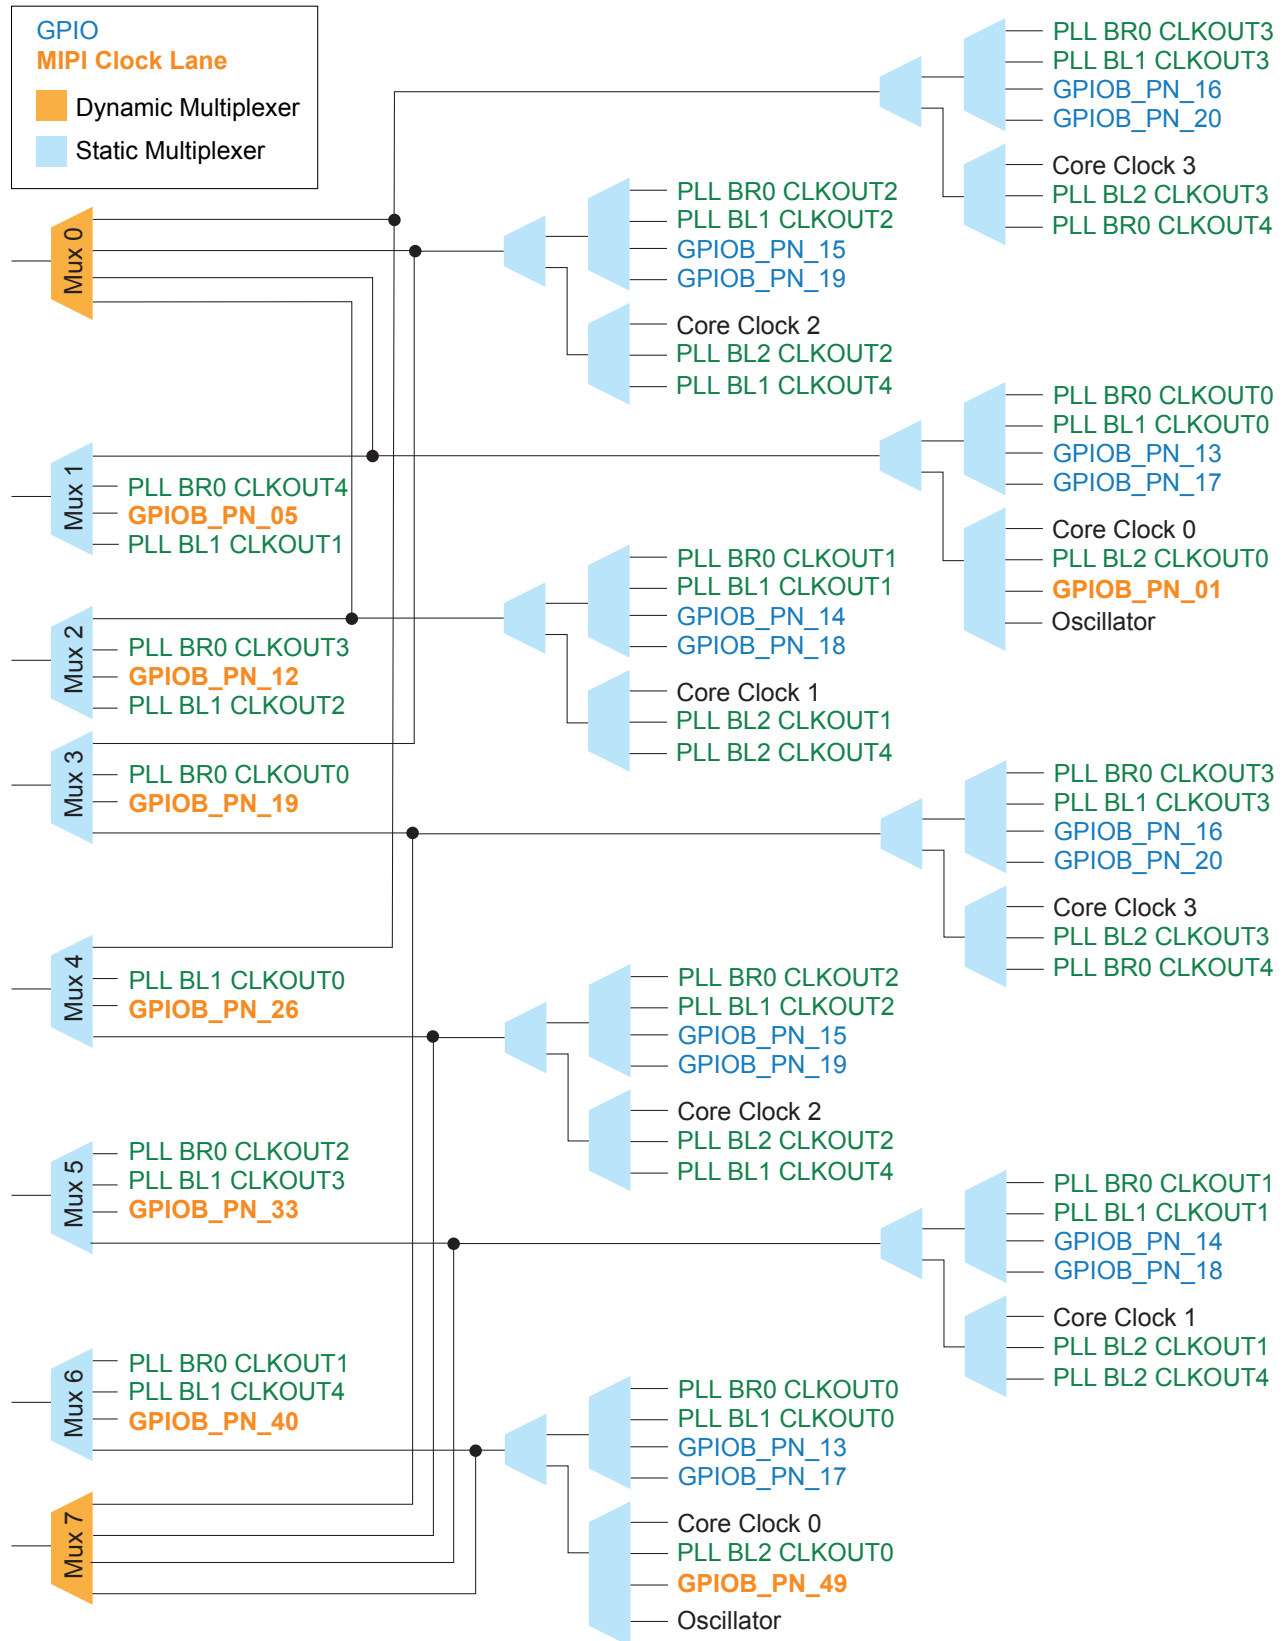 GPIO
MIPI Clock Lane
Dynamic Multiplexer
Static Multiplexer
PLL BR0 CLKOUT3
PLL BL1 CLKOUT3
GPIOB_PN_16
GPIOB_PN_20
Core Clock 3
PLL BL2 CLKOUT3
PLL BR0 CLKOUT4
Mux 0
PLL BR0 CLKOUT2
PLL BL1 CLKOUT2
GPIOB_PN_15
GPIOB_PN_19
Core Clock 2
PLL BL2 CLKOUT2
PLL BL1 CLKOUT4
PLL BR0 CLKOUT0
PLL BL1 CLKOUT0
GPIOB_PN_13
GPIOB_PN_17
Core Clock 0
PLL BL2 CLKOUT0
GPIOB_PN_01
Oscillator
Mux 1
PLL BR0 CLKOUT4
GPIOB_PN_05
PLL BL1 CLKOUT1
PLL BR0 CLKOUT1
PLL BL1 CLKOUT1
GPIOB_PN_14
GPIOB_PN_18
Core Clock 1
PLL BL2 CLKOUT1
PLL BL2 CLKOUT4
Mux 2
PLL BR0 CLKOUT3
GPIOB_PN_12
PLL BL1 CLKOUT2
Mux 3
PLL BR0 CLKOUT0
GPIOB_PN_19
PLL BR0 CLKOUT3
PLL BL1 CLKOUT3
GPIOB_PN_16
GPIOB_PN_20
Core Clock 3
PLL BL2 CLKOUT3
PLL BR0 CLKOUT4
Mux 4
PLL BL1 CLKOUT0
GPIOB_PN_26
PLL BR0 CLKOUT2
PLL BL1 CLKOUT2
GPIOB_PN_15
GPIOB_PN_19
Core Clock 2
PLL BL2 CLKOUT2
PLL BL1 CLKOUT4
Mux 5
PLL BR0 CLKOUT2
PLL BL1 CLKOUT3
GPIOB_PN_33
PLL BR0 CLKOUT1
PLL BL1 CLKOUT1
GPIOB_PN_14
GPIOB_PN_18
Core Clock 1
PLL BL2 CLKOUT1
PLL BL2 CLKOUT4
Mux 6
PLL BR0 CLKOUT1
PLL BL1 CLKOUT4
GPIOB_PN_40
PLL BR0 CLKOUT0
PLL BL1 CLKOUT0
GPIOB_PN_13
GPIOB_PN_17
Core Clock 0
PLL BL2 CLKOUT0
GPIOB_PN_49
Oscillator
Mux 7